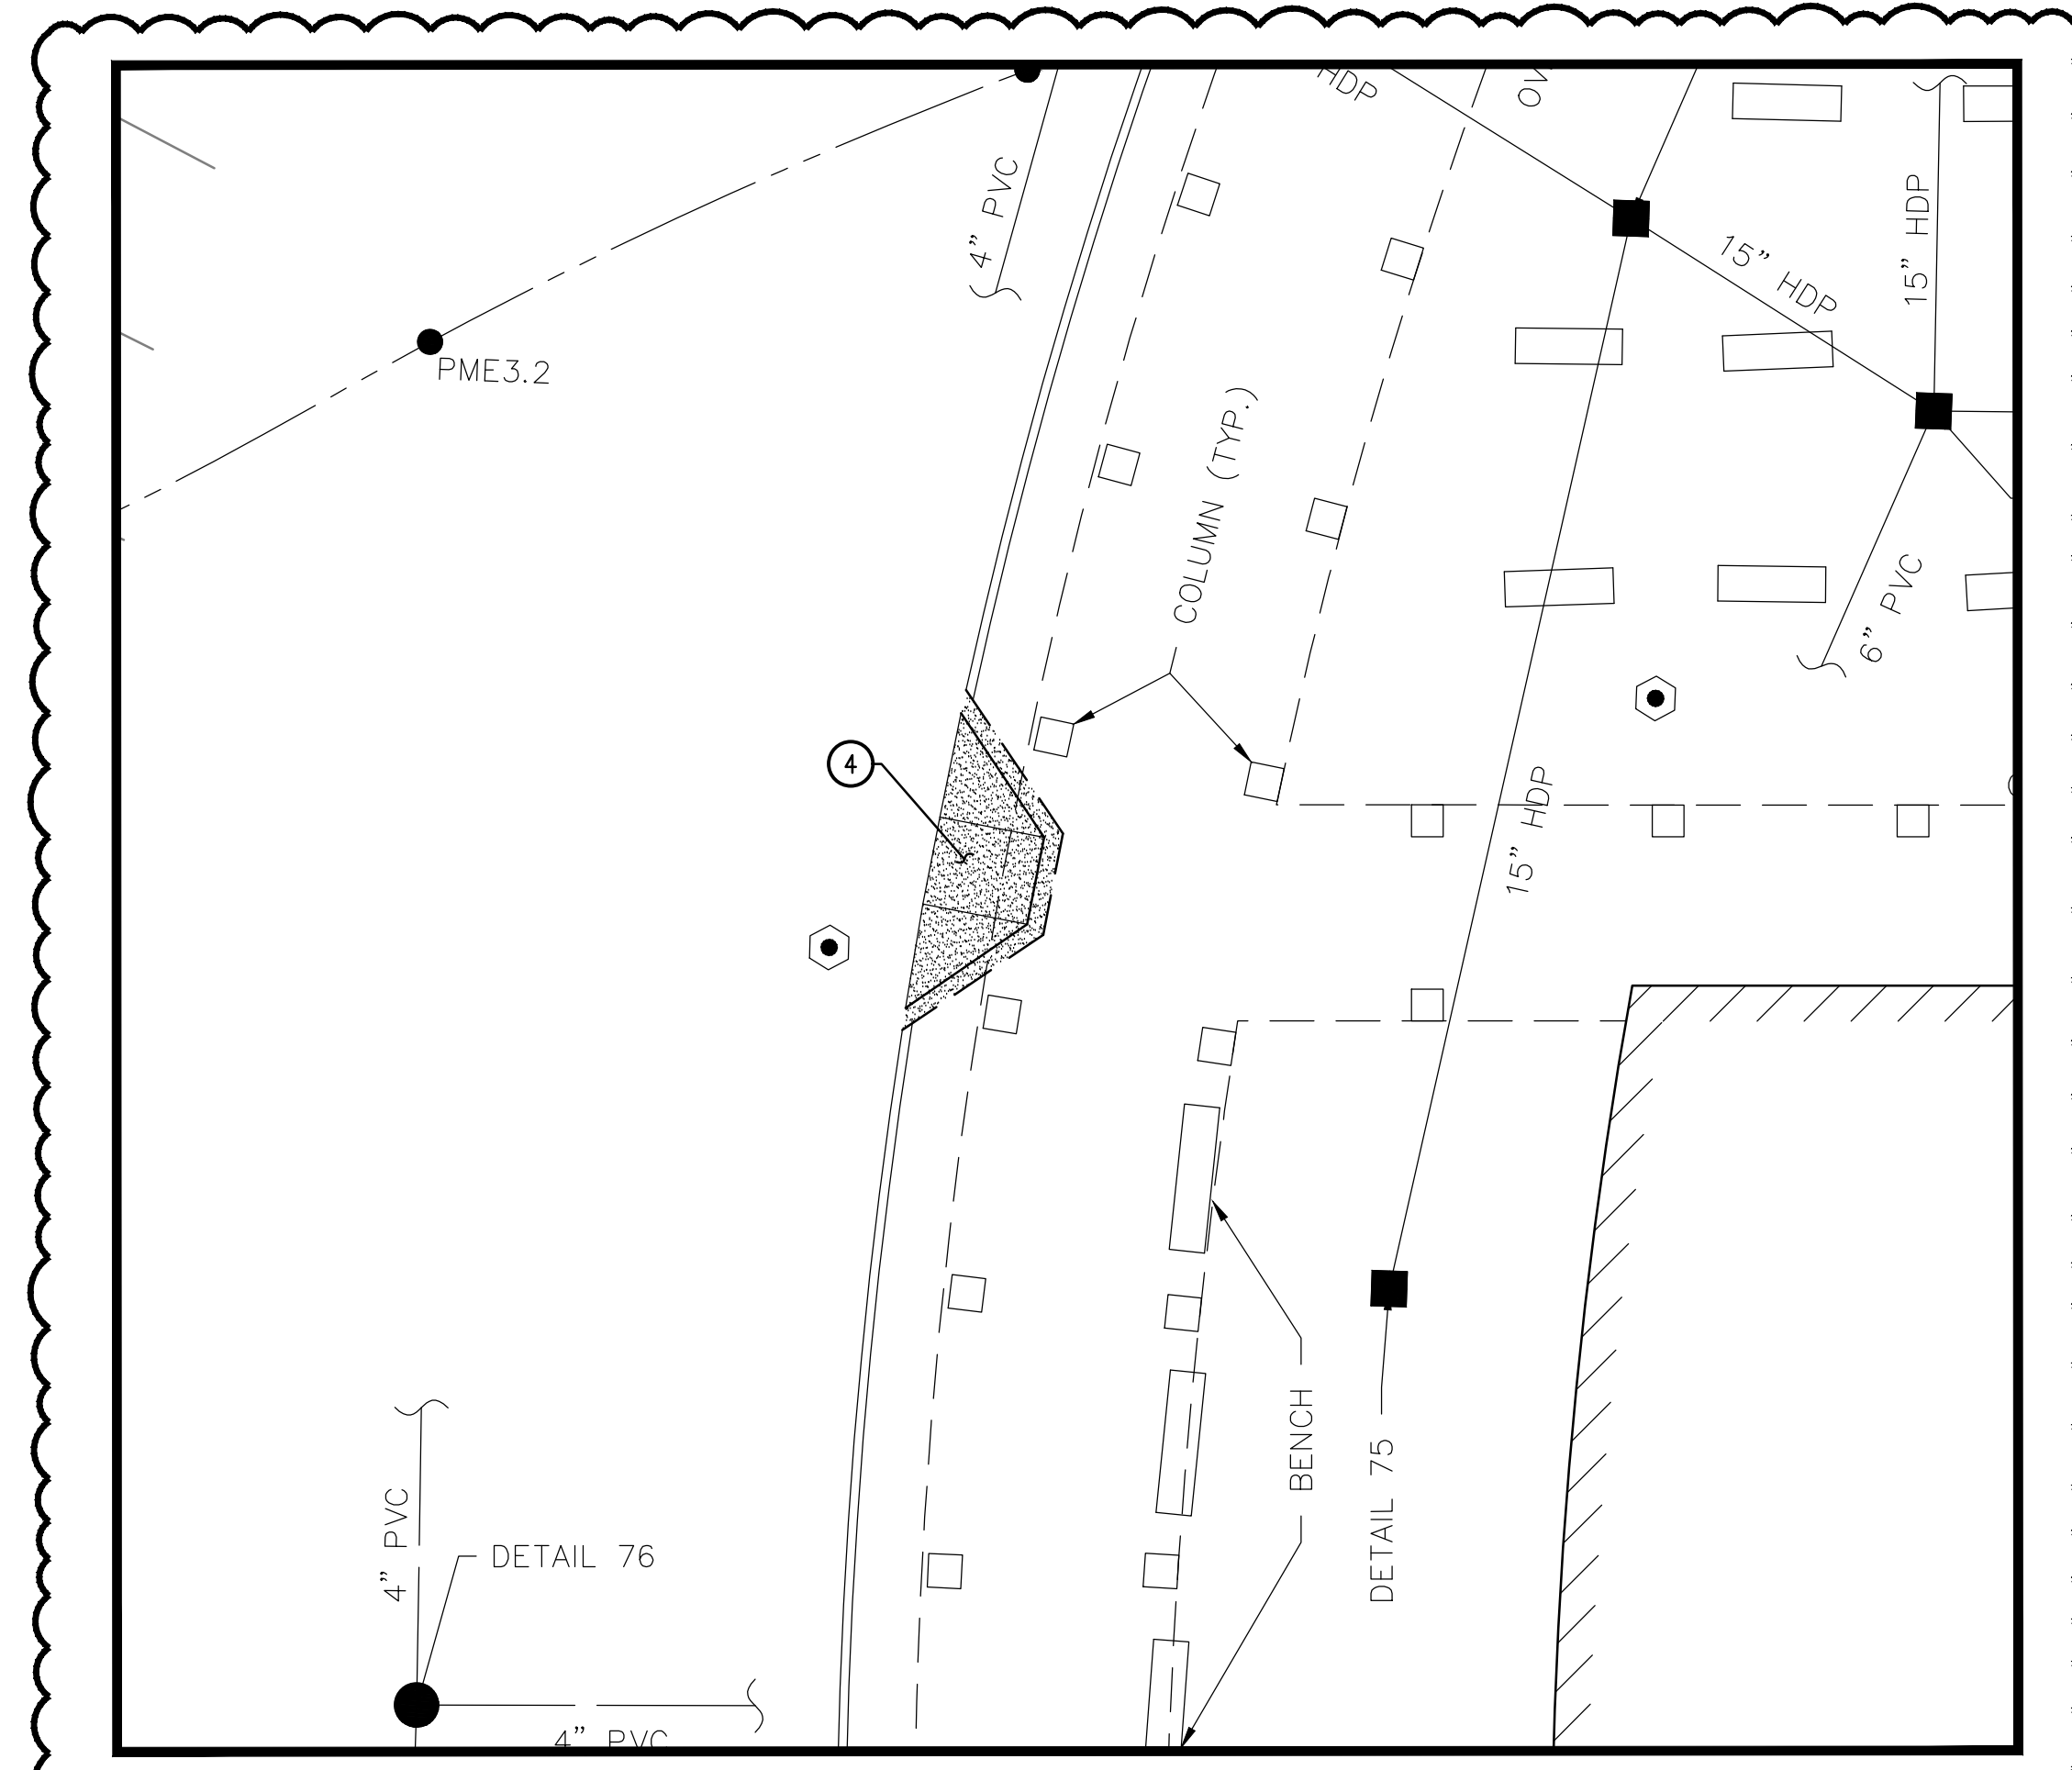 HDP
4" PVC
15" HDP
15" HDP
PME3.2
COLUMN (TYP.)
6" PVC
4
15" HDP
BENCH
DETAIL 75
4" PVC
DETAIL 76
4" PVC